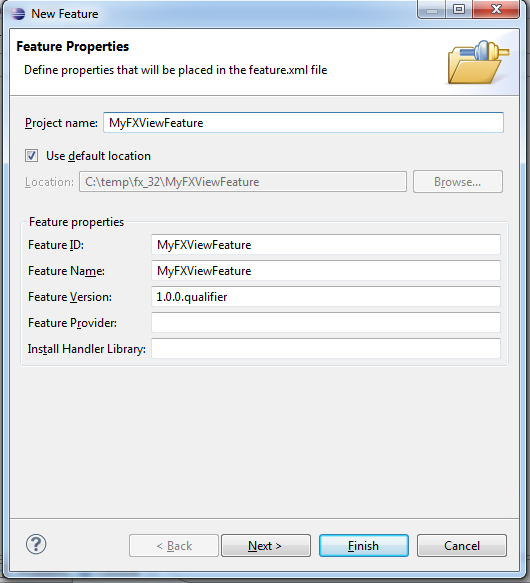 New Feature
Feature Properties
Define properties that will be placed in the feature.xml file
Project name: MyFXViewFeature
Use default location
Location: C:\temp\fx_32\MyFXViewFeature Browse...
Feature properties
Feature ID: MyFXViewFeature
Feature Name: MyFXViewFeature
Feature Version: 1.0.0.qualifier
Feature Provider:
Install Handler Library:
? < Back Next > Finish Cancel